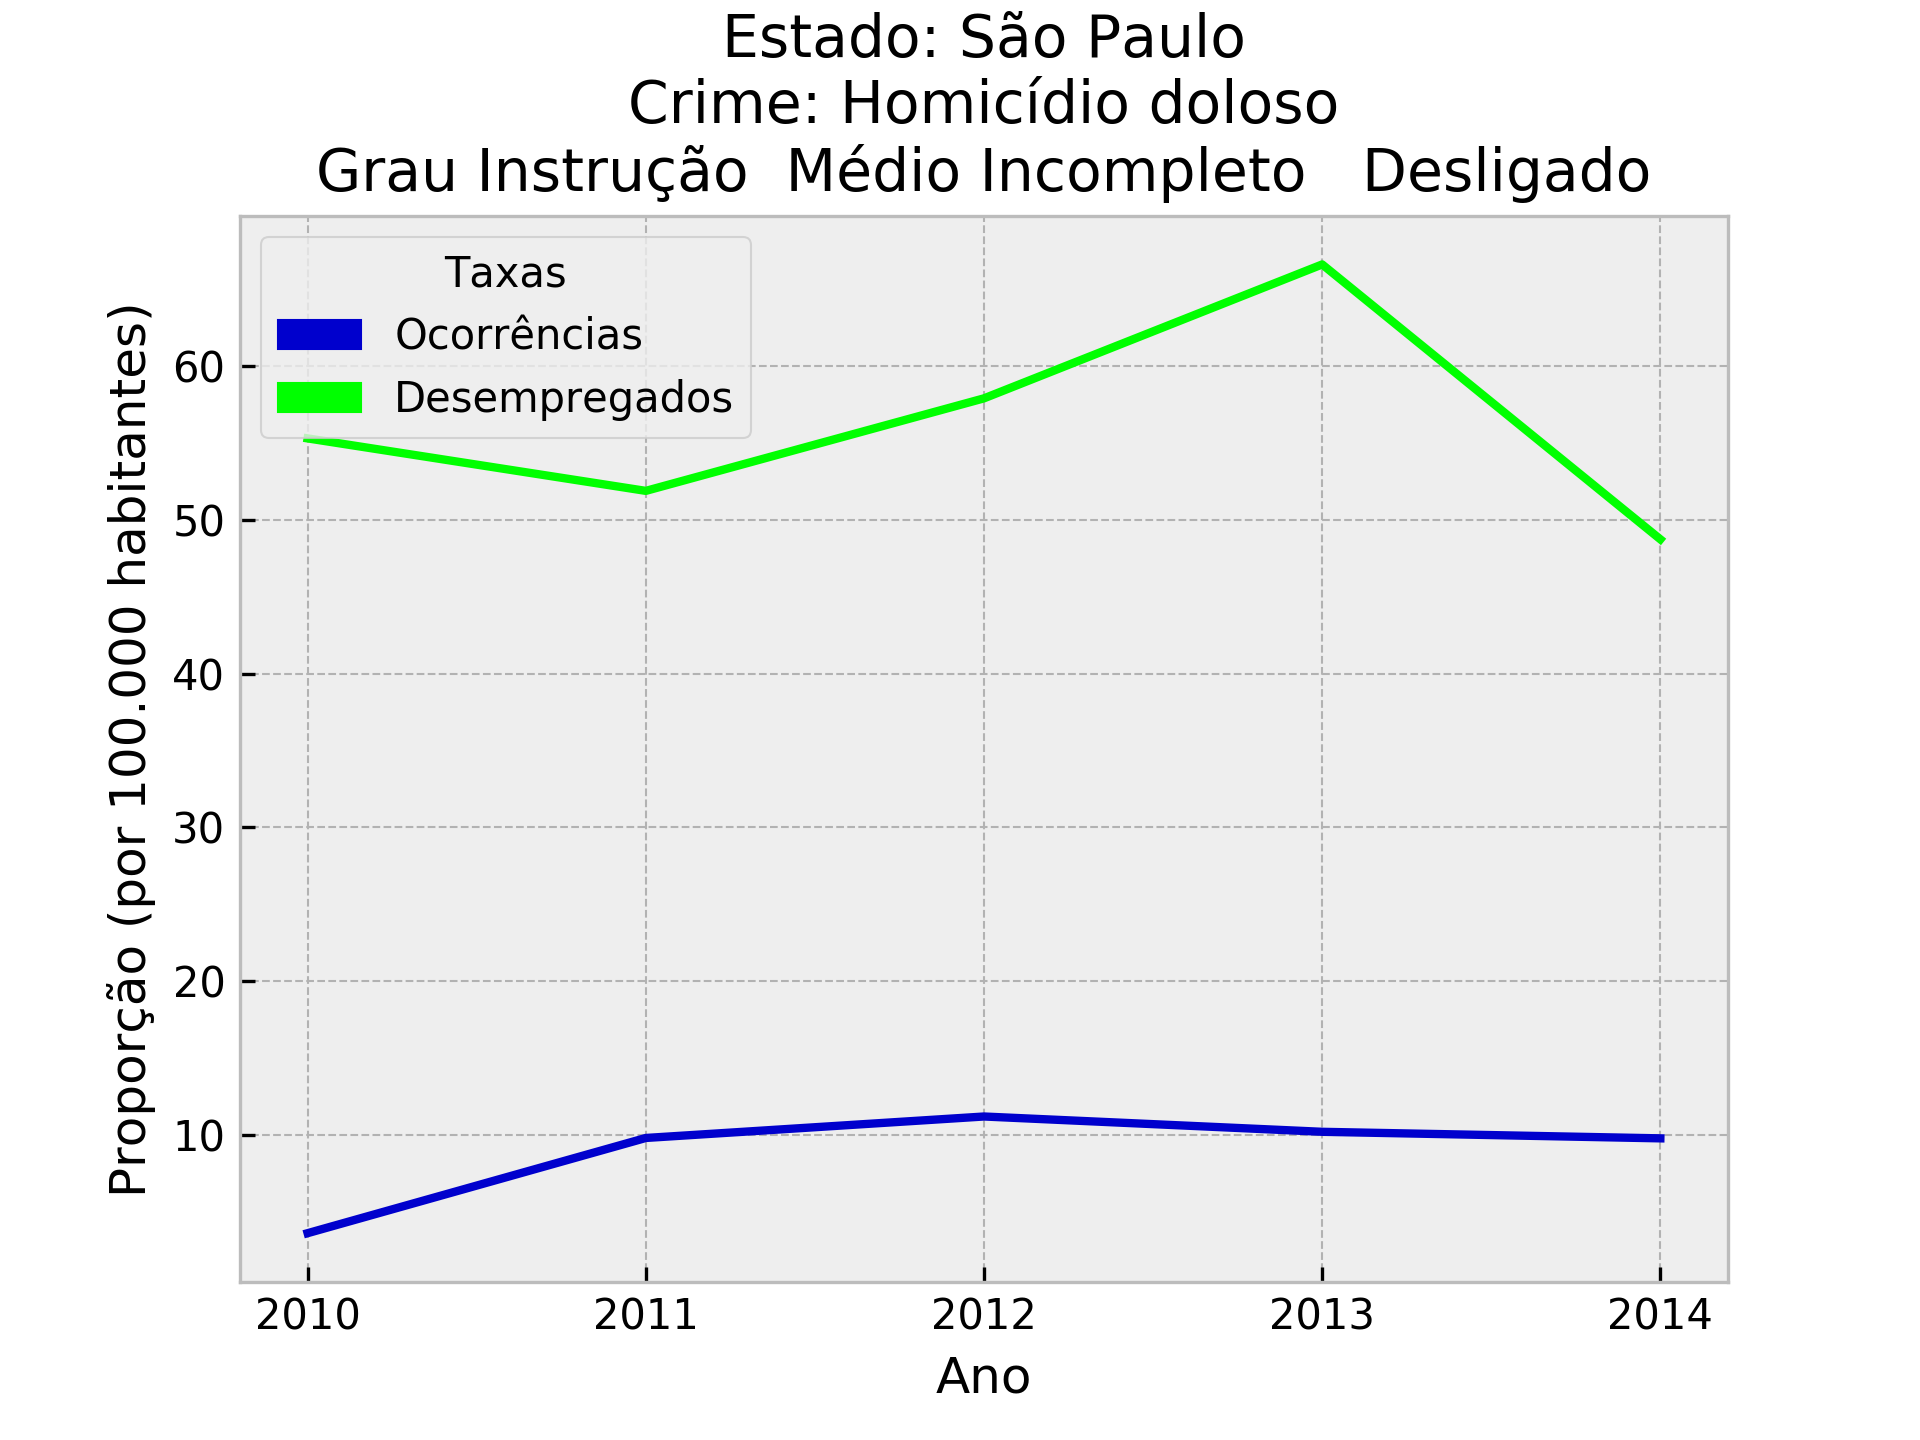 Estado: São Paulo
Crime: Homicídio doloso
Grau Instrução  Médio Incompleto   Desligado
Taxas
Ocorrências
Desempregados
Proporção (por 100.000 habitantes)
60
50
40
30
20
10
2010 2011 2012 2013 2014
Ano